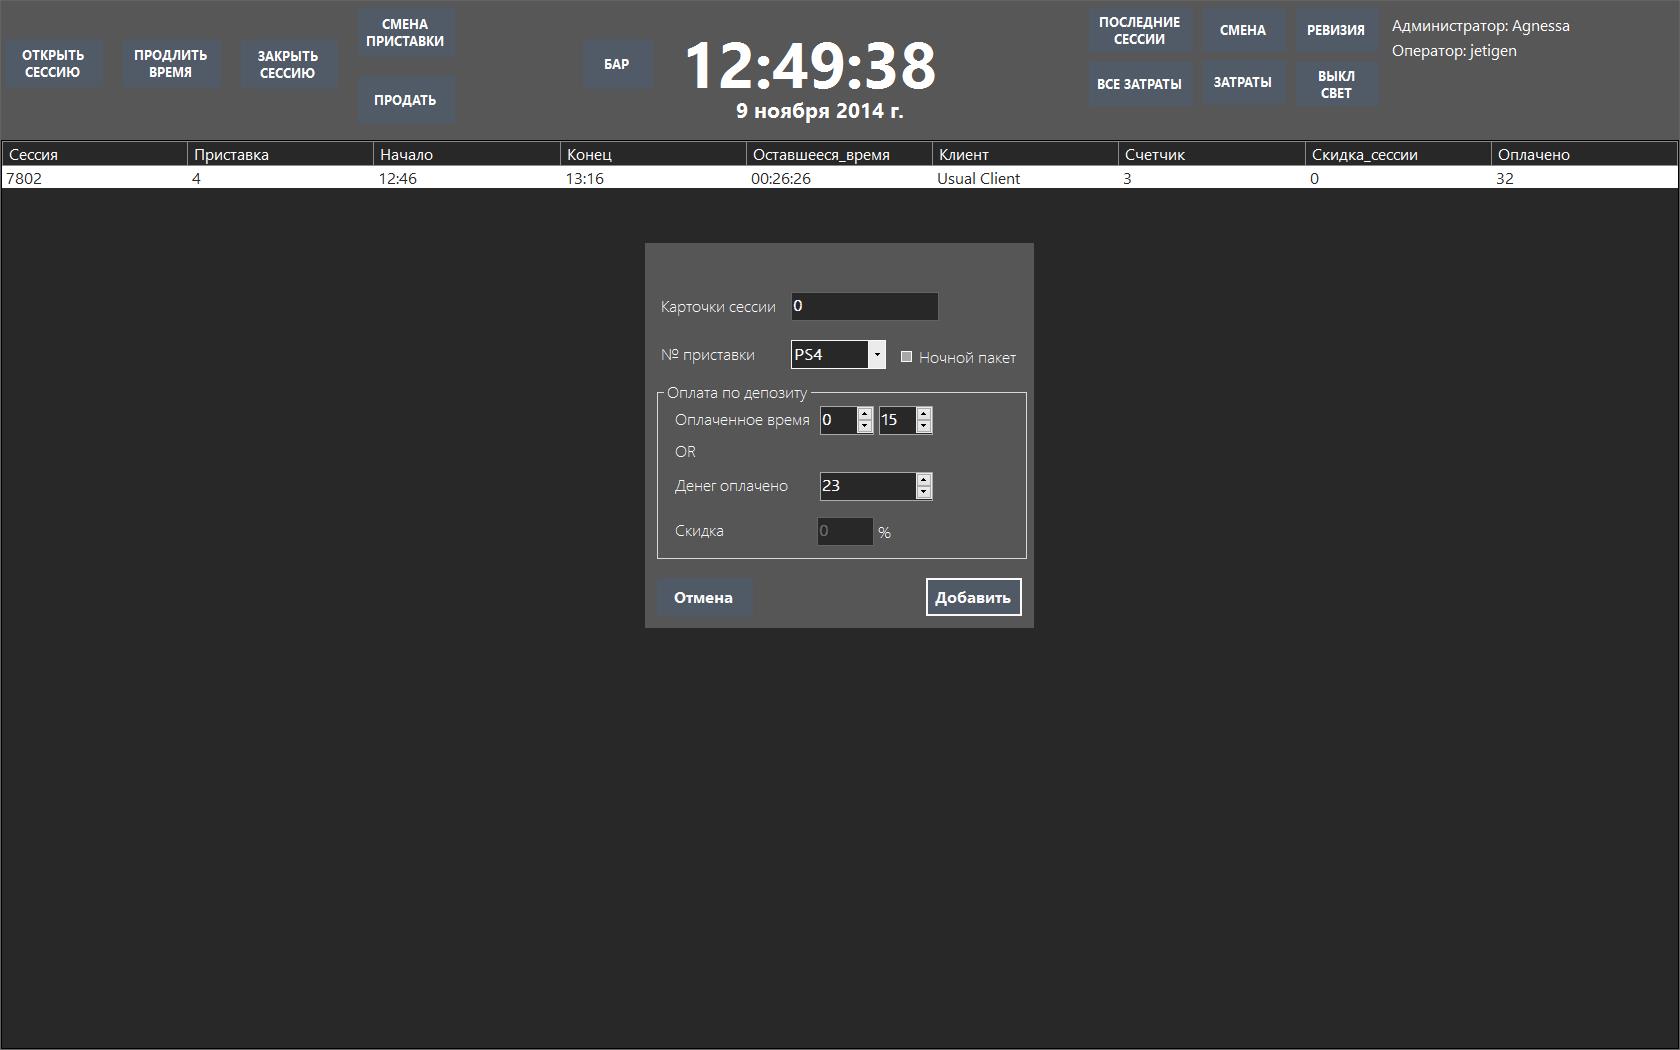 ОТКРЫТЬ
СЕССИЮ
ПРОДЛИТЬ
ВРЕМЯ
ЗАКРЫТЬ
СЕССИЮ
СМЕНА
ПРИСТАВКИ
ПРОДАТЬ
БАР
12:49:38
9 ноября 2014 г.
ПОСЛЕДНИЕ
СЕССИИ
СМЕНА
РЕВИЗИЯ
ВСЕ ЗАТРАТЫ
ЗАТРАТЫ
ВЫКЛ
СВЕТ
Администратор: Agnessa
Оператор: jetigen
Сессия Приставка Начало Конец Оставшееся_время Клиент Счетчик Скидка_сессии Оплачено
7802 4 12:46 13:16 00:26:26 Usual Client 3 0 32
Карточки сессии 0
№ приставки PS4 Ночной пакет
Оплата по депозиту
Оплаченное время 0 15
OR
Денег оплачено 23
Скидка 0 %
Отмена Добавить